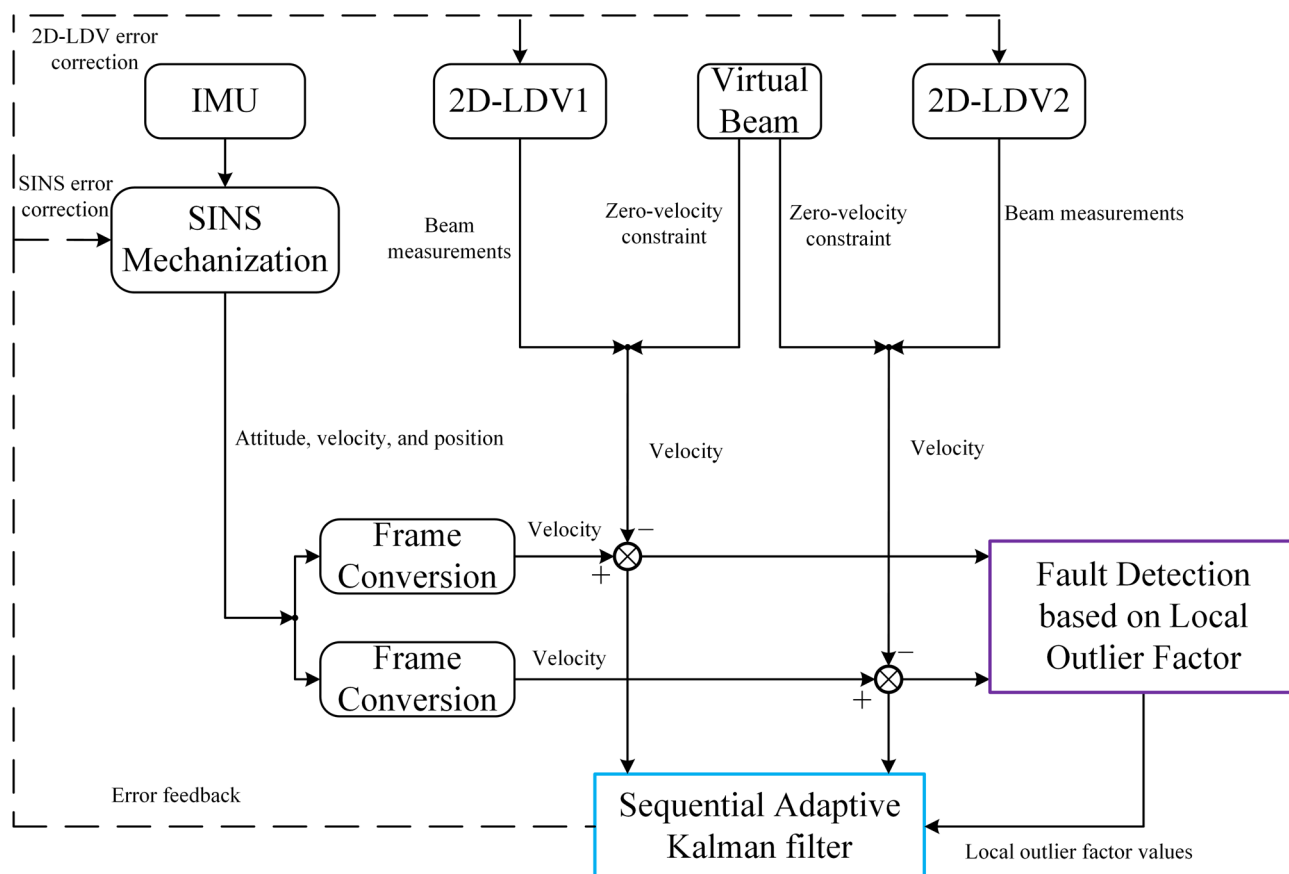 2D-LDV error
correction
IMU
2D-LDV1
Virtual
Beam
2D-LDV2
SINS error
correction
SINS
Mechanization
Beam
measurements
Zero-velocity
constraint
Zero-velocity
constraint
Beam measurements
Attitude, velocity, and position
Velocity
Velocity
Frame
Conversion
Velocity
−
+
Fault Detection
based on Local
Outlier Factor
Frame
Conversion
Velocity
−
+
Error feedback
Sequential Adaptive
Kalman filter
Local outlier factor values